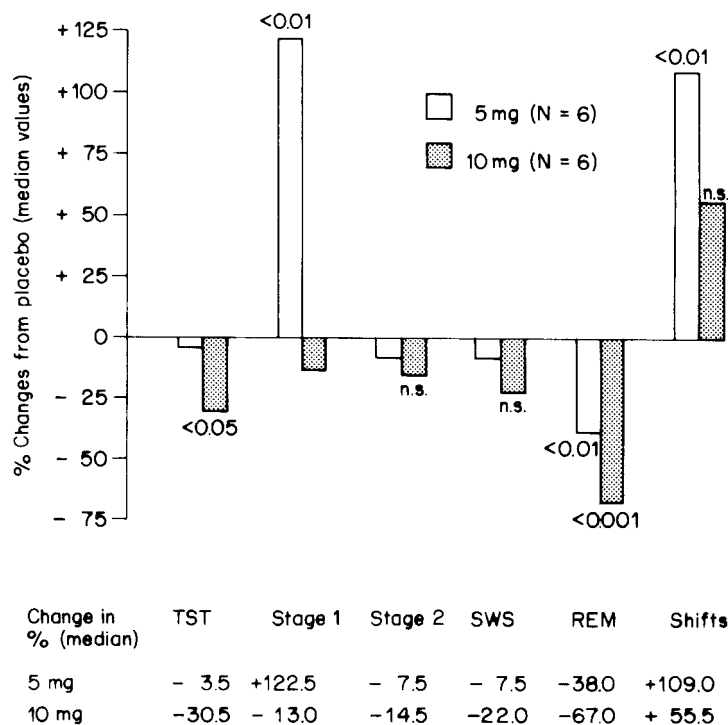 % Changes from placebo (median values)
+ 125
+100
+ 75
+ 50
+ 25
0
- 25
- 50
- 75
<0.01
<0.01
5 mg (N = 6)
10 mg (N = 6)
n.s.
<0.05
n.s.
n.s.
<0.01
<0.001
Change in % (median) TST Stage 1 Stage 2 SWS REM Shifts
5 mg - 3.5 +122.5 - 7.5 - 7.5 -38.0 +109.0
10 mg -30.5 - 13.0 -14.5 -22.0 -67.0 + 55.5